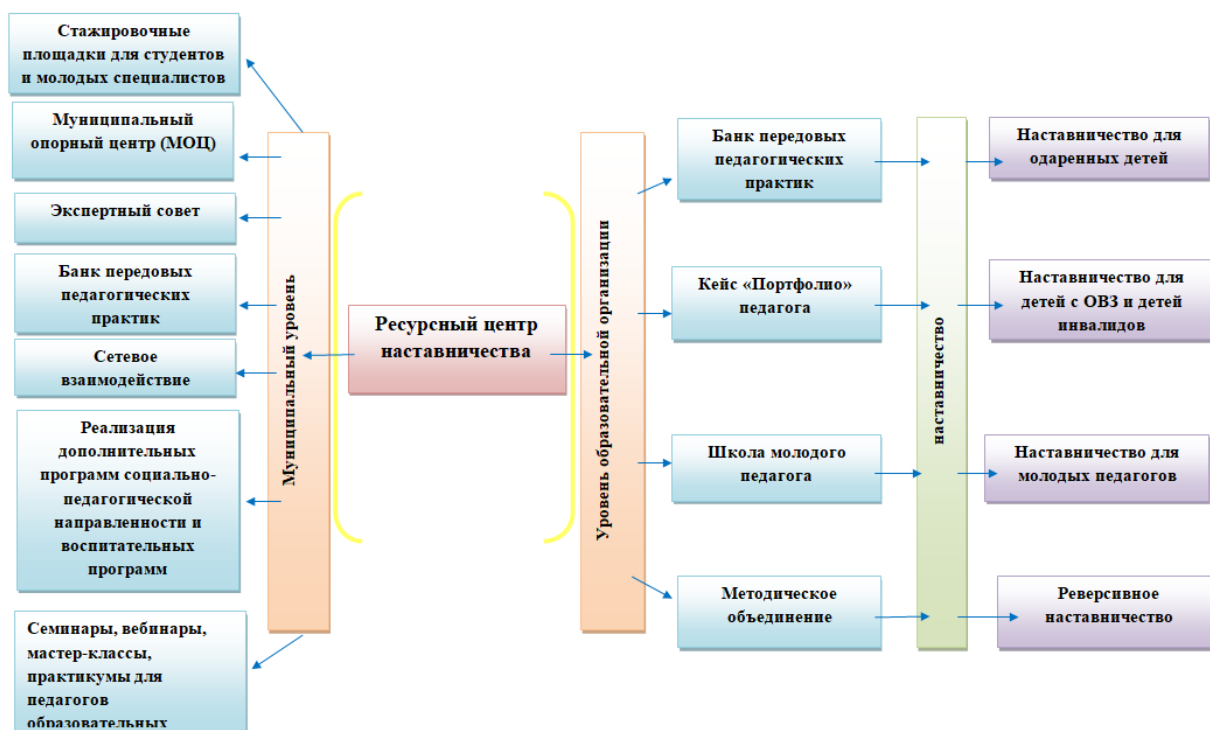 Стажировочные
площадки для студентов
и молодых специалистов
Муниципальный
опорный центр (МОЦ)
Экспертный совет
Банк передовых
педагогических
практик
Сетевое
взаимодействие
Реализация
дополнительных
программ социально-
педагогической
направленности и
воспитательных
программ
Семинары, вебинары,
мастер-классы,
практикумы для
педагогов
образовательных
Муниципальный уровень
Ресурсный центр
наставничества
Уровень образовательной организации
Банк передовых
педагогических
практик
Кейс «Портфолио»
педагога
Школа молодого
педагога
Методическое
объединение
наставничество
Наставничество для
одаренных детей
Наставничество для
детей с ОВЗ и детей
инвалидов
Наставничество для
молодых педагогов
Реверсивное
наставничество